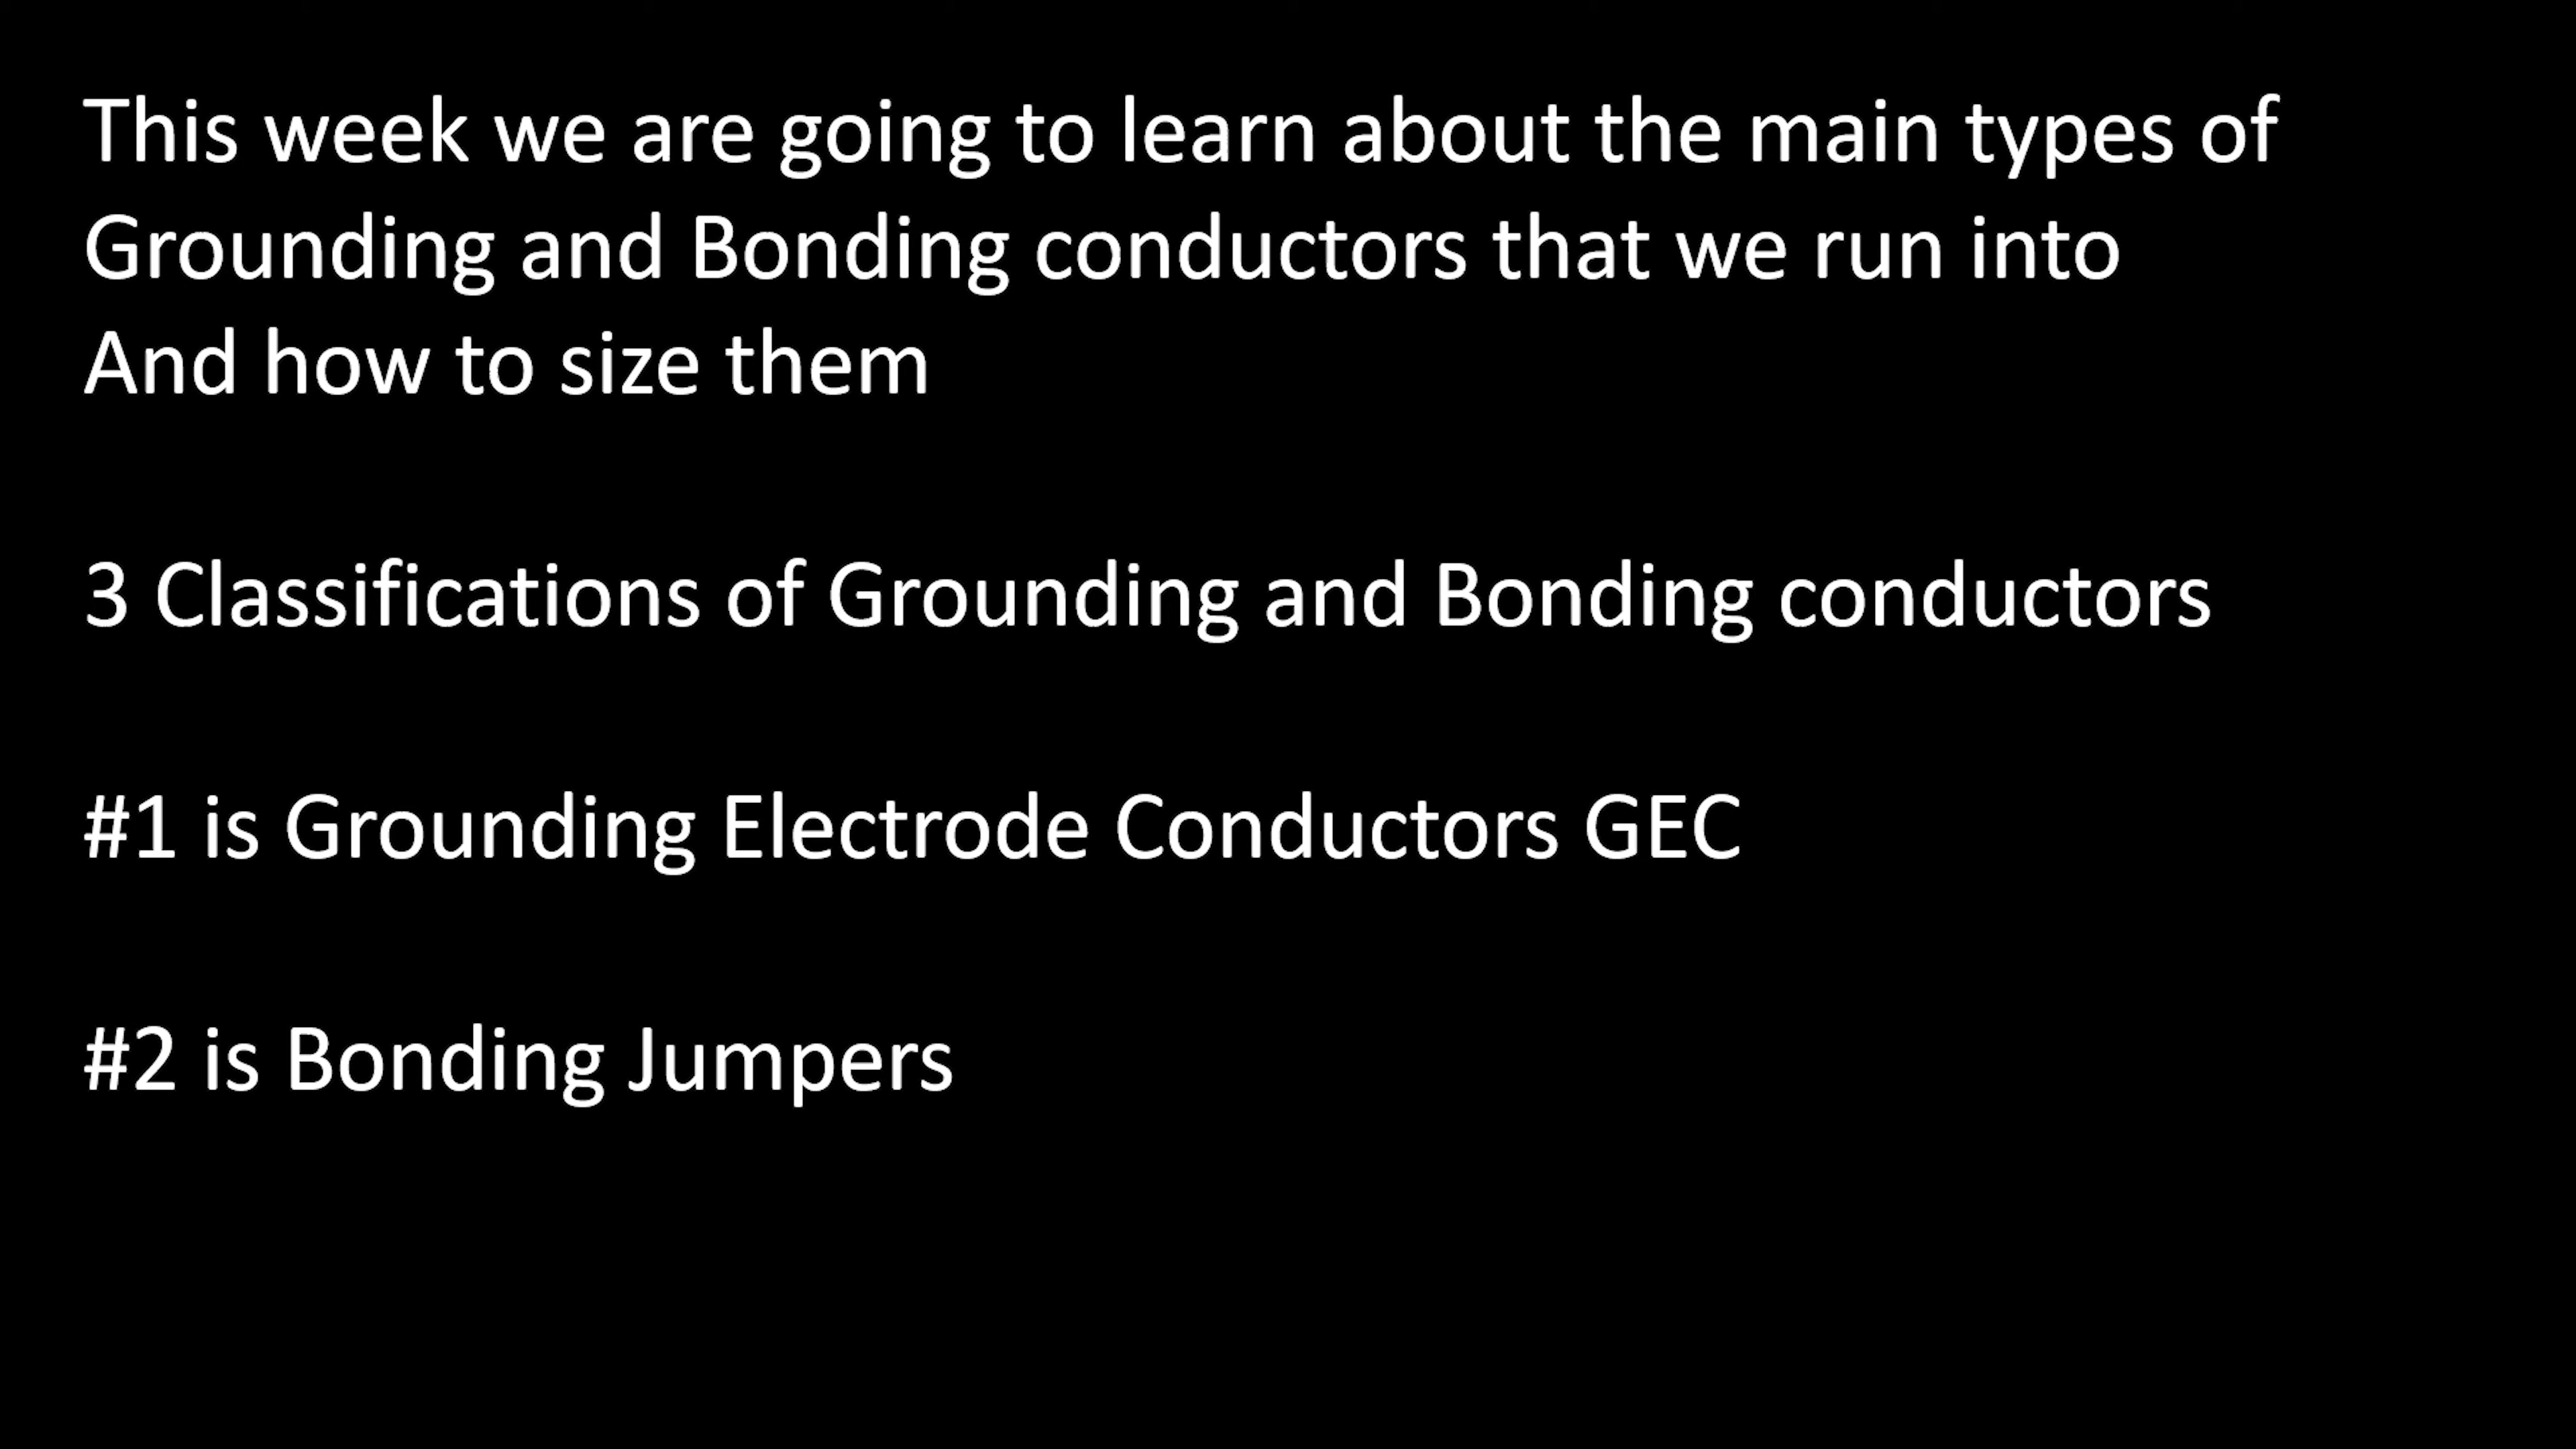 This week we are going to learn about the main types of
Grounding and Bonding conductors that we run into
And how to size them
3 Classifications of Grounding and Bonding conductors
#1 is Grounding Electrode Conductors GEC
#2 is Bonding Jumpers